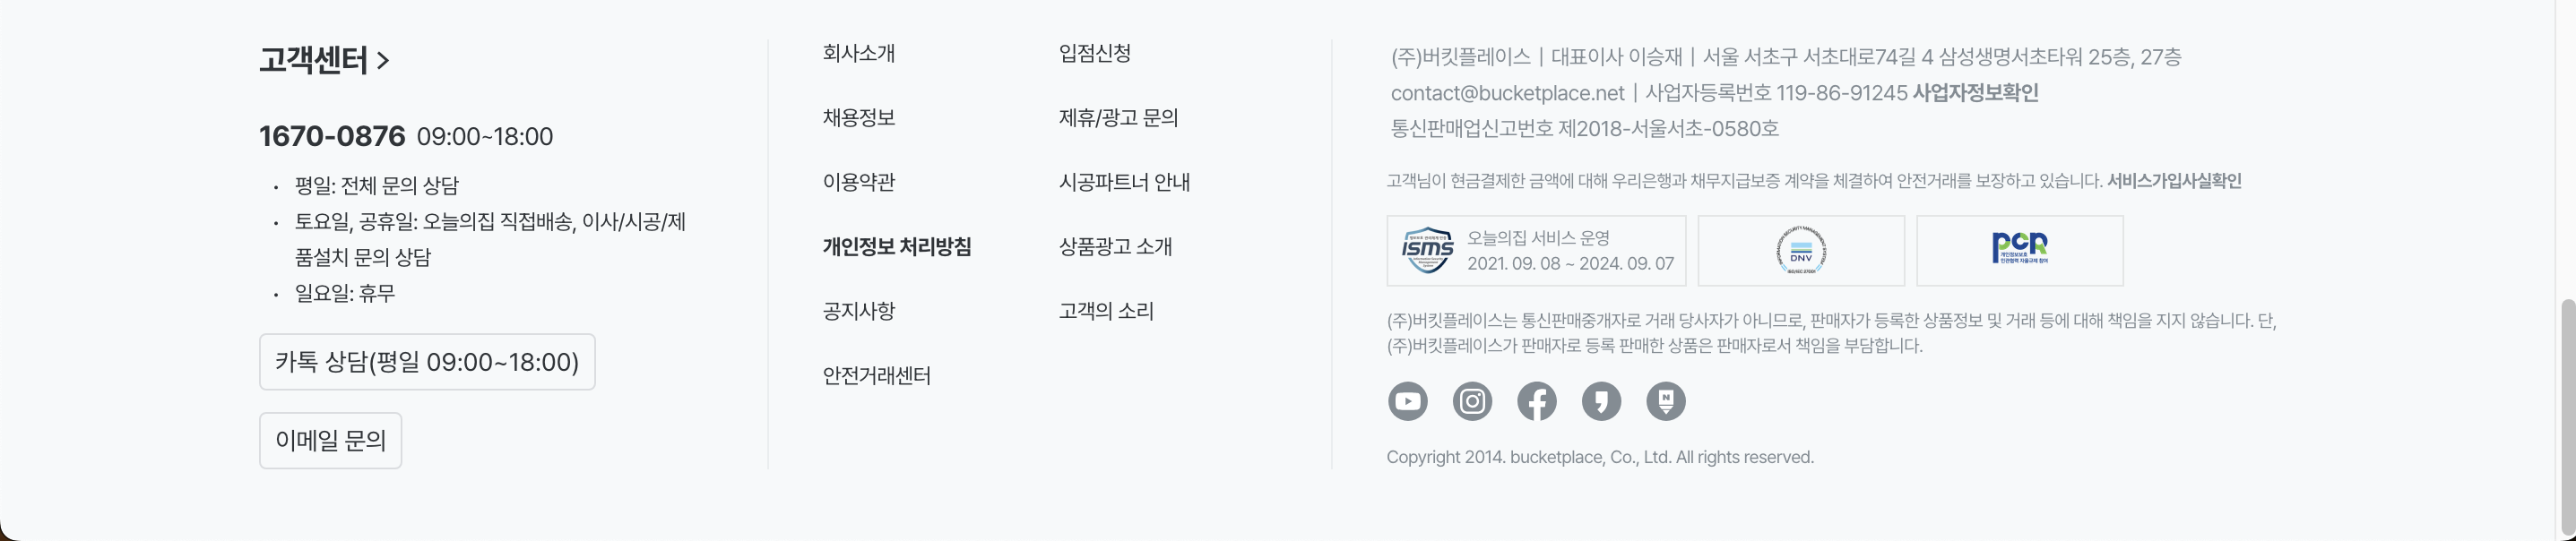 고객센터 >
1670-0876 09:00~18:00
• 평일: 전체 문의 상담
• 토요일, 공휴일: 오늘의집 직접배송, 이사/시공/제
품설치 문의 상담
• 일요일: 휴무
카톡 상담(평일 09:00~18:00)
이메일 문의
회사소개
채용정보
이용약관
개인정보 처리방침
공지사항
안전거래센터
입점신청
제휴/광고 문의
시공파트너 안내
상품광고 소개
고객의 소리
(주)버킷플레이스 | 대표이사 이승재 | 서울 서초구 서초대로74길 4 삼성생명서초타워 25층, 27층
contact@bucketplace.net | 사업자등록번호 119-86-91245 사업자정보확인
통신판매업신고번호 제2018-서울서초-0580호
고객님이 현금결제한 금액에 대해 우리은행과 채무지급보증 계약을 체결하여 안전거래를 보장하고 있습니다. 서비스가입사실확인
isms
오늘의집 서비스 운영
2021. 09. 08 ~ 2024. 09. 07
DNV
ISO/IEC 27001
pcr
개인정보보호
민관협력 자율규제 참여
(주)버킷플레이스는 통신판매중개자로 거래 당사자가 아니므로, 판매자가 등록한 상품정보 및 거래 등에 대해 책임을 지지 않습니다. 단,
(주)버킷플레이스가 판매자로 등록 판매한 상품은 판매자로서 책임을 부담합니다.
Copyright 2014. bucketplace, Co., Ltd. All rights reserved.